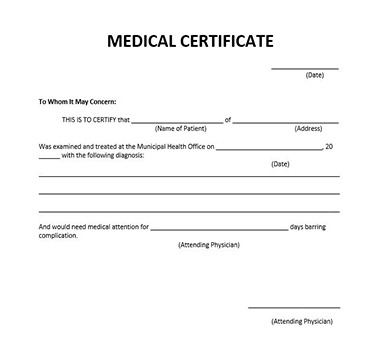 MEDICAL CERTIFICATE
(Date)
To Whom It May Concern:
THIS IS TO CERTIFY that ____________________ of ____________________
(Name of Patient) (Address)
Was examined and treated at the Municipal Health Office on ____________________, 20
______ with the following diagnosis:
(Date)
And would need medical attention for ____________________ days barring
complication.
(Attending Physician)
(Attending Physician)